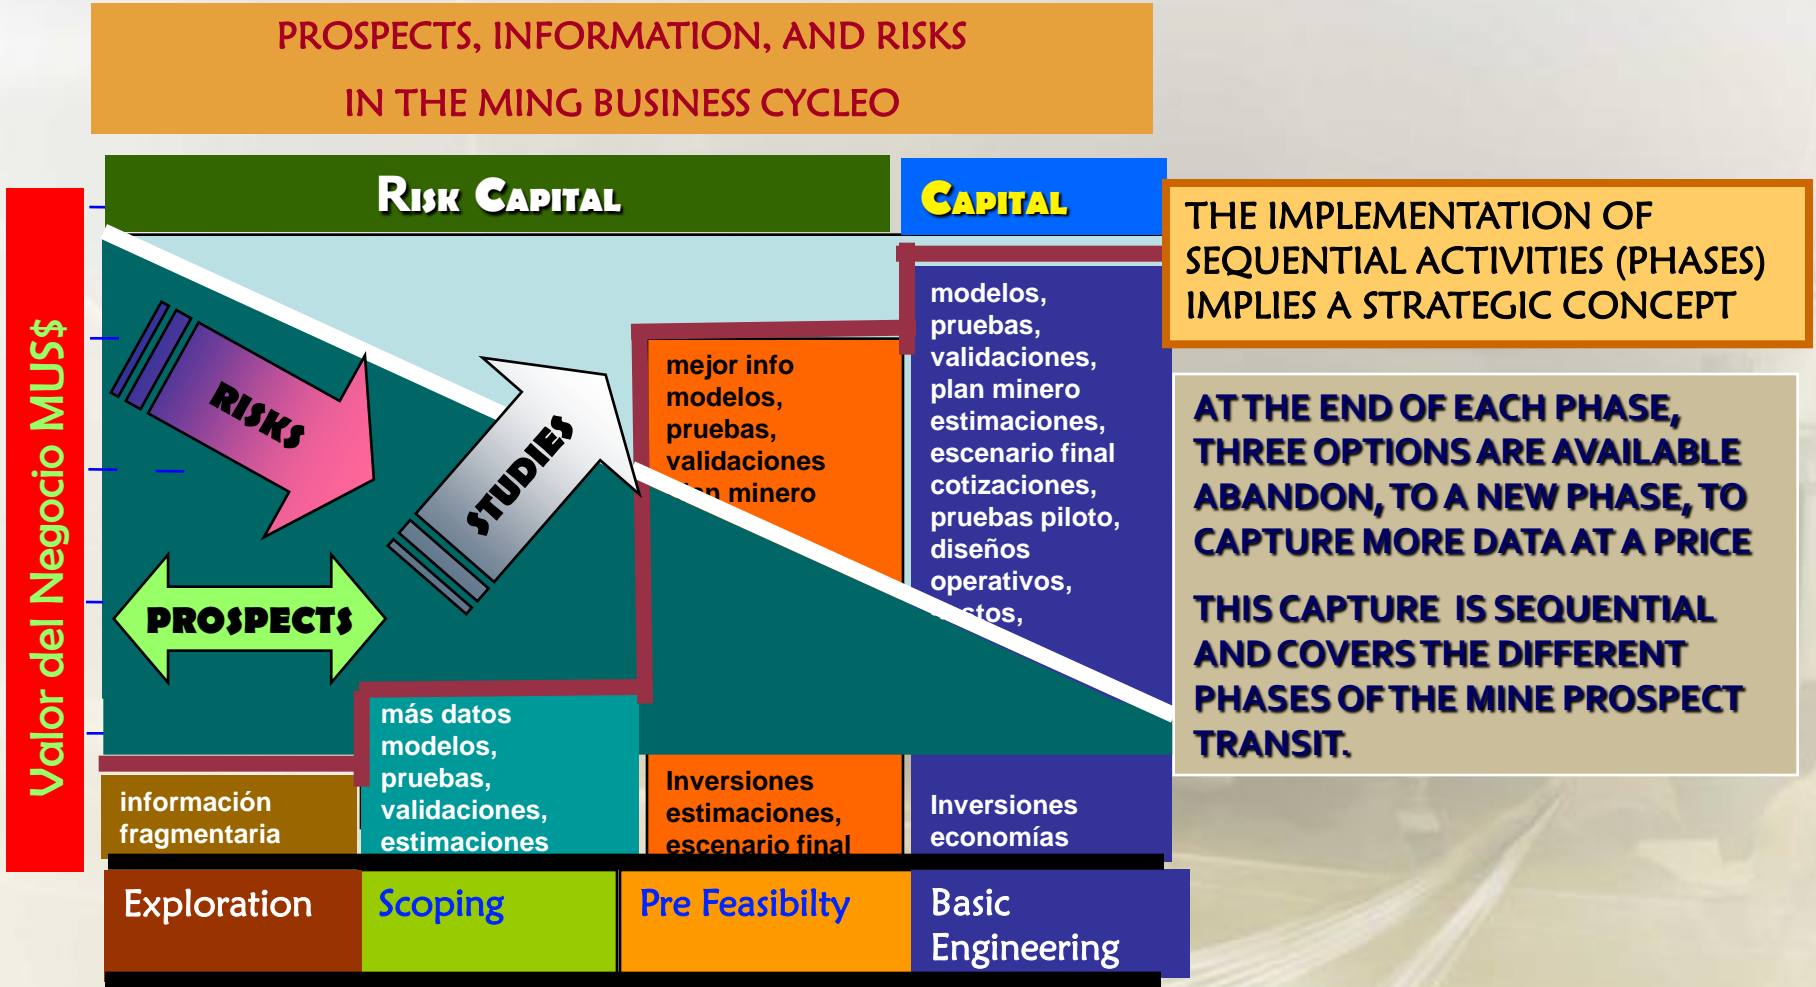 PROSPECTS, INFORMATION, AND RISKS
IN THE MING BUSINESS CYCLEO
RISK CAPITAL
CAPITAL
Valor del Negocio MUS$
RISKS
STUDIES
PROSPECTS
información
fragmentaria
más datos
modelos,
pruebas,
validaciones,
estimaciones
mejor info
modelos,
pruebas,
validaciones
minero
Inversiones
estimaciones,
escenario final
modelos,
pruebas,
validaciones,
plan minero
estimaciones,
escenario final
cotizaciones,
pruebas piloto,
diseños
operativos,
Inversiones
economías
Exploration
Scoping
Pre Feasibilty
Basic
Engineering
THE IMPLEMENTATION OF
SEQUENTIAL ACTIVITIES (PHASES)
IMPLIES A STRATEGIC CONCEPT
AT THE END OF EACH PHASE,
THREE OPTIONS ARE AVAILABLE
ABANDON, TO A NEW PHASE, TO
CAPTURE MORE DATA AT A PRICE
THIS CAPTURE IS SEQUENTIAL
AND COVERS THE DIFFERENT
PHASES OF THE MINE PROSPECT
TRANSIT.